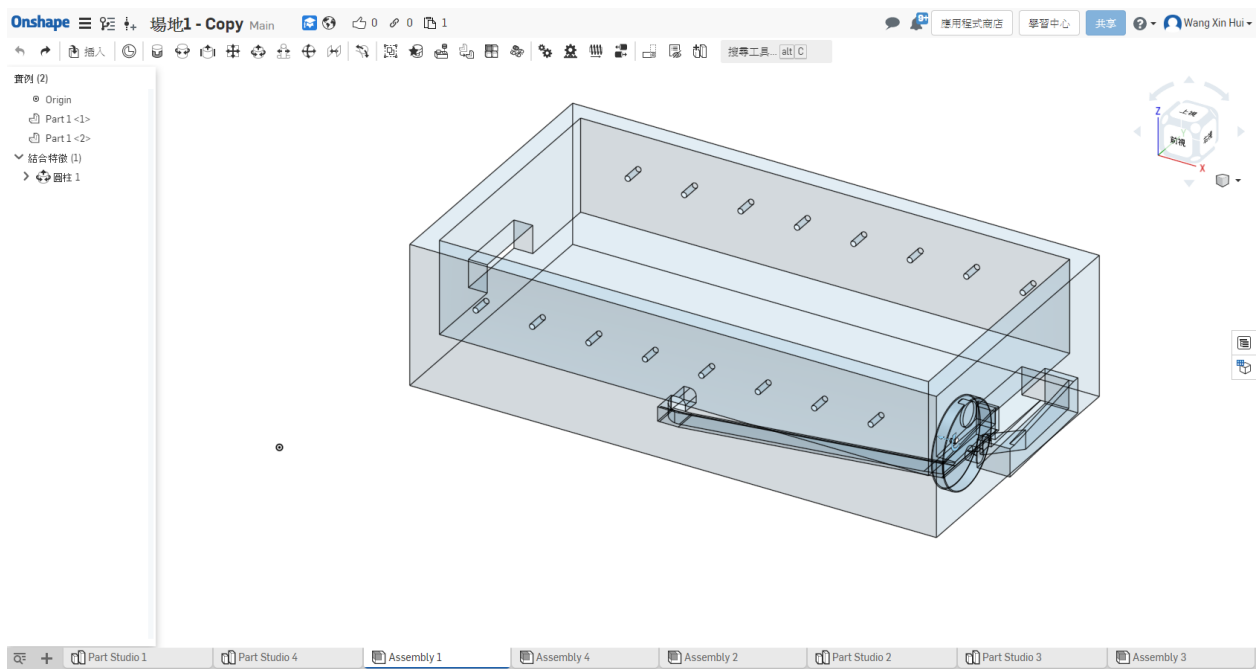 Onshape 場地1 - Copy Main 0 0 1 9+ 應用程式商店 學習中心 共享 Wang Xin Hui
插入 搜尋工具... alt C
實例 (2)
Origin
Part 1 <1>
Part 1 <2>
結合特徵 (1)
圓柱 1
Z
上視
前視
X
Part Studio 1 Part Studio 4 Assembly 1 Assembly 4 Assembly 2 Part Studio 2 Part Studio 3 Assembly 3